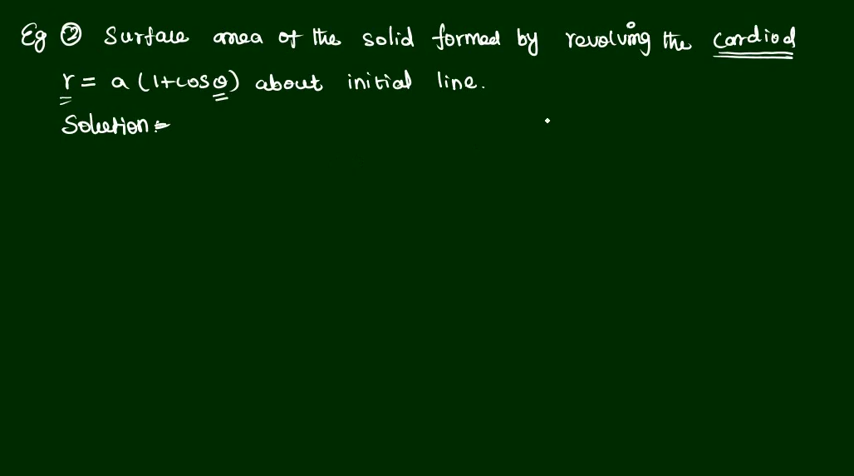 Eg ② Surface area of the solid formed by revolving the cardiod
r = a (1+cosθ) about initial line.
Solution:-